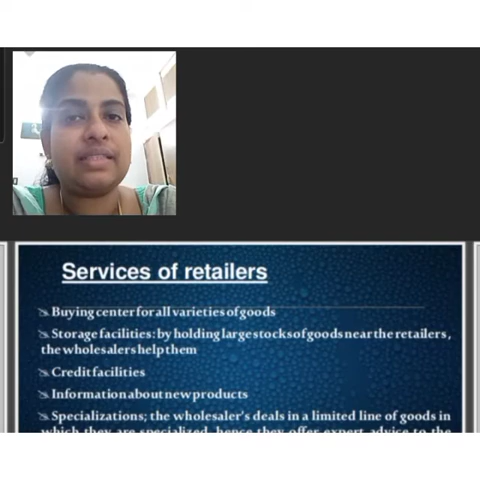 Services of retailers
Buying center for all varieties of goods
Storage facilities: by holding large stocks of goods near the retailers,
the wholesalers help them
Credit facilities
Information about new products
Specializations; the wholesaler's deals in a limited line of goods in
which they are specialized, hence they offer expert advice to the